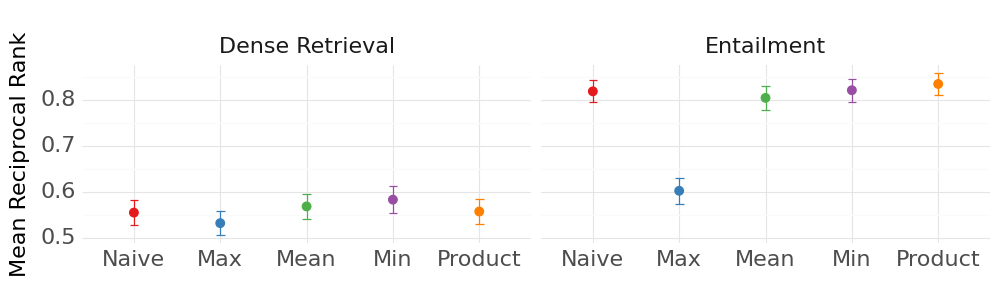 Dense Retrieval
Entailment
Mean Reciprocal Rank
0.8
0.7
0.6
0.5
Naive Max Mean Min Product
Naive Max Mean Min Product